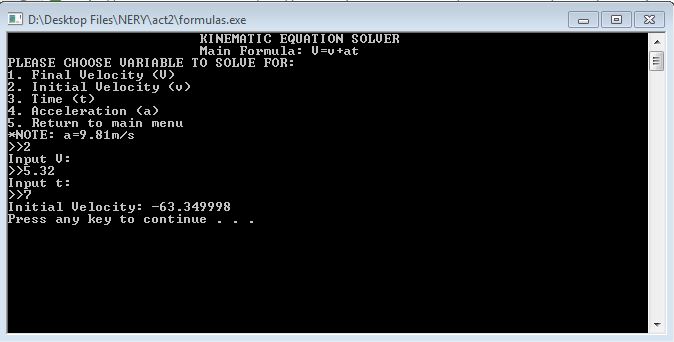 D:\Desktop Files\NERY\act2\formulas.exe
KINEMATIC EQUATION SOLVER
Main Formula: V=v+at
PLEASE CHOOSE VARIABLE TO SOLVE FOR:
1. Final Velocity (V)
2. Initial Velocity (v)
3. Time (t)
4. Acceleration (a)
5. Return to main menu
*NOTE: a=9.81m/s
>>2
Input V:
>>5.32
Input t:
>>7
Initial Velocity: -63.349998
Press any key to continue . . .